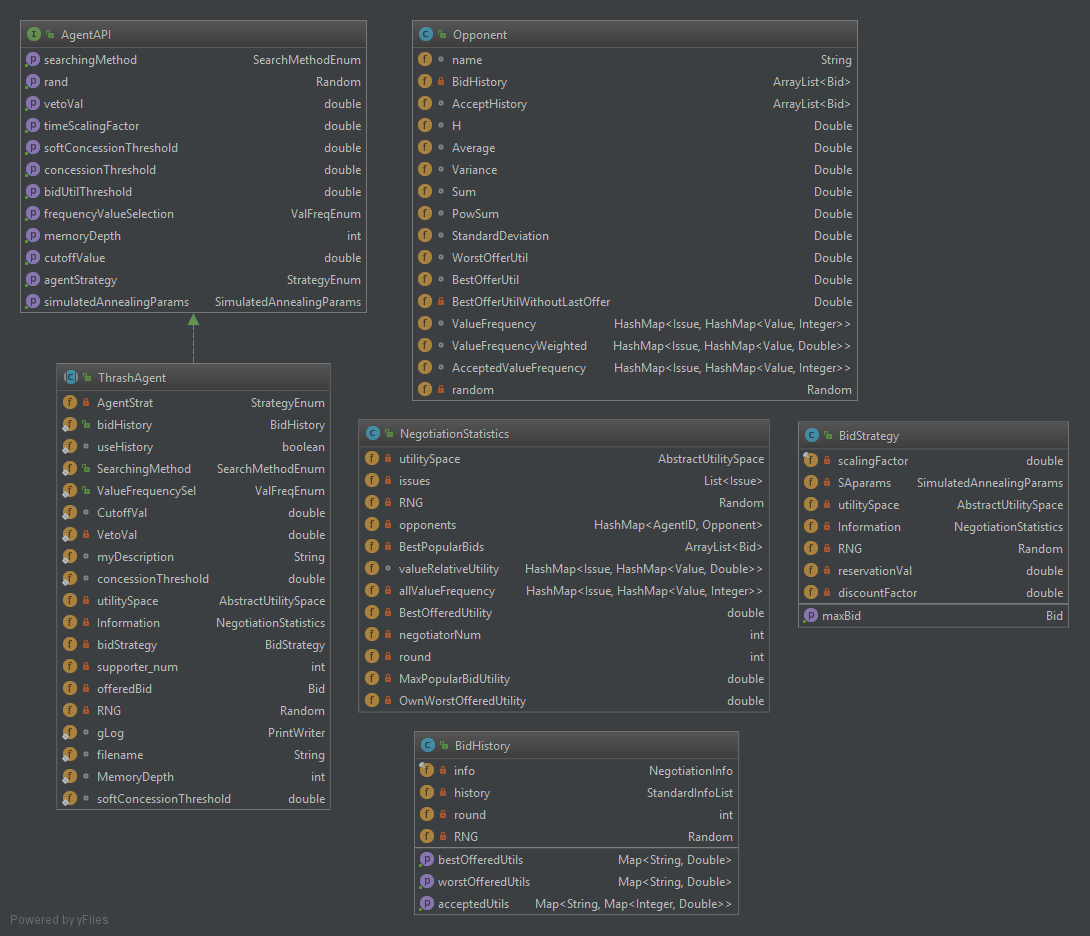 AgentAPI
searchingMethod SearchMethodEnum
rand Random
vetoVal double
timeScalingFactor double
softConcessionThreshold double
concessionThreshold double
bidUtilThreshold double
frequencyValueSelection ValFreqEnum
memoryDepth int
cutoffValue double
agentStrategy StrategyEnum
simulatedAnnealingParams SimulatedAnnealingParams
Opponent
name String
BidHistory ArrayList<Bid>
AcceptHistory ArrayList<Bid>
H Double
Average Double
Variance Double
Sum Double
PowSum Double
StandardDeviation Double
WorstOfferUtil Double
BestOfferUtil Double
BestOfferUtilWithoutLastOffer Double
ValueFrequency HashMap<Issue, HashMap<Value, Integer>>
ValueFrequencyWeighted HashMap<Issue, HashMap<Value, Double>>
AcceptedValueFrequency HashMap<Issue, HashMap<Value, Integer>>
random Random
ThrashAgent
AgentStrat StrategyEnum
bidHistory BidHistory
useHistory boolean
SearchingMethod SearchMethodEnum
ValueFrequencySel ValFreqEnum
CutoffVal double
VetoVal double
myDescription String
concessionThreshold double
utilitySpace AbstractUtilitySpace
Information NegotiationStatistics
bidStrategy BidStrategy
supporter_num int
offeredBid Bid
RNG Random
gLog PrintWriter
filename String
MemoryDepth int
softConcessionThreshold double
NegotiationStatistics
utilitySpace AbstractUtilitySpace
issues List<Issue>
RNG Random
opponents HashMap<AgentID, Opponent>
BestPopularBids ArrayList<Bid>
valueRelativeUtility HashMap<Issue, HashMap<Value, Double>>
allValueFrequency HashMap<Issue, HashMap<Value, Integer>>
BestOfferedUtility double
negotiatorNum int
round int
MaxPopularBidUtility double
OwnWorstOfferedUtility double
BidStrategy
scalingFactor double
SAparams SimulatedAnnealingParams
utilitySpace AbstractUtilitySpace
Information NegotiationStatistics
RNG Random
reservationVal double
discountFactor double
maxBid Bid
BidHistory
info NegotiationInfo
history StandardInfoList
round int
RNG Random
bestOfferedUtils Map<String, Double>
worstOfferedUtils Map<String, Double>
acceptedUtils Map<String, Map<Integer, Double>>
Powered by yFiles